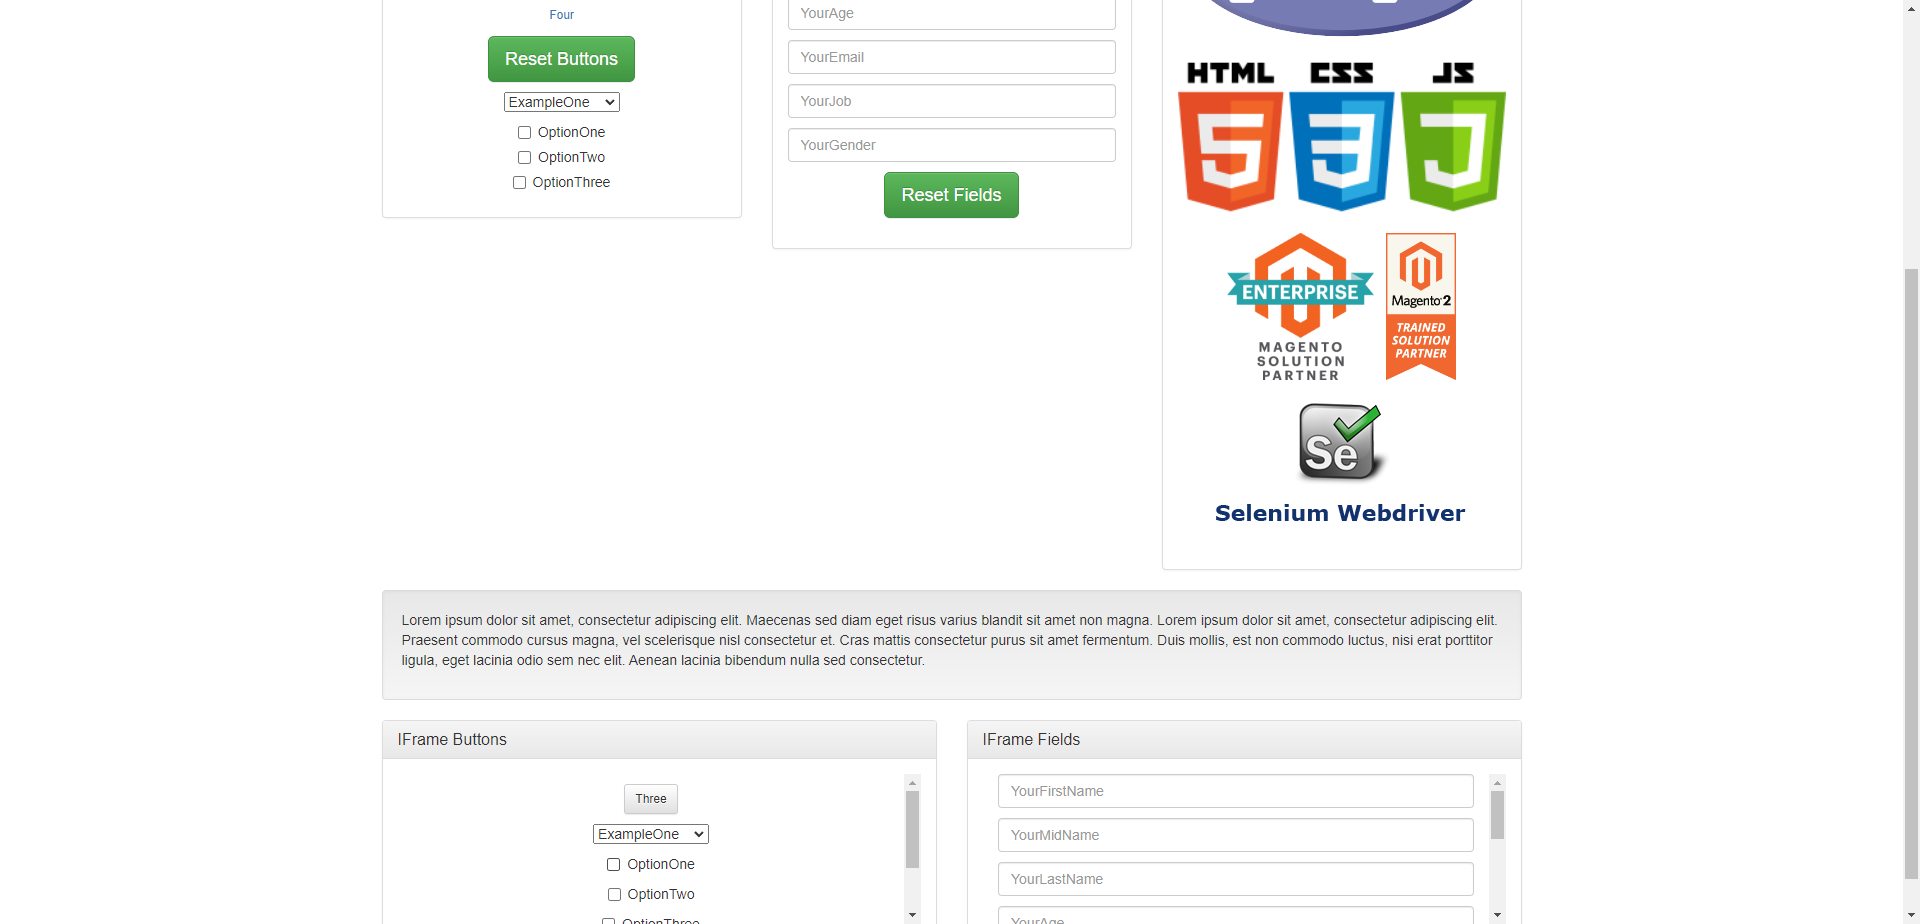 Four
Reset Buttons
ExampleOne
OptionOne
OptionTwo
OptionThree
YourAge
YourEmail
YourJob
YourGender
Reset Fields
HTML CSS JS
ENTERPRISE
MAGENTO
SOLUTION
PARTNER
Magento 2
TRAINED
SOLUTION
PARTNER
Se
Selenium Webdriver
Lorem ipsum dolor sit amet, consectetur adipiscing elit. Maecenas sed diam eget risus varius blandit sit amet non magna. Lorem ipsum dolor sit amet, consectetur adipiscing elit.
Praesent commodo cursus magna, vel scelerisque nisl consectetur et. Cras mattis consectetur purus sit amet fermentum. Duis mollis, est non commodo luctus, nisi erat porttitor
ligula, eget lacinia odio sem nec elit. Aenean lacinia bibendum nulla sed consectetur.
IFrame Buttons
Three
ExampleOne
OptionOne
OptionTwo
OptionThree
IFrame Fields
YourFirstName
YourMidName
YourLastName
YourAge